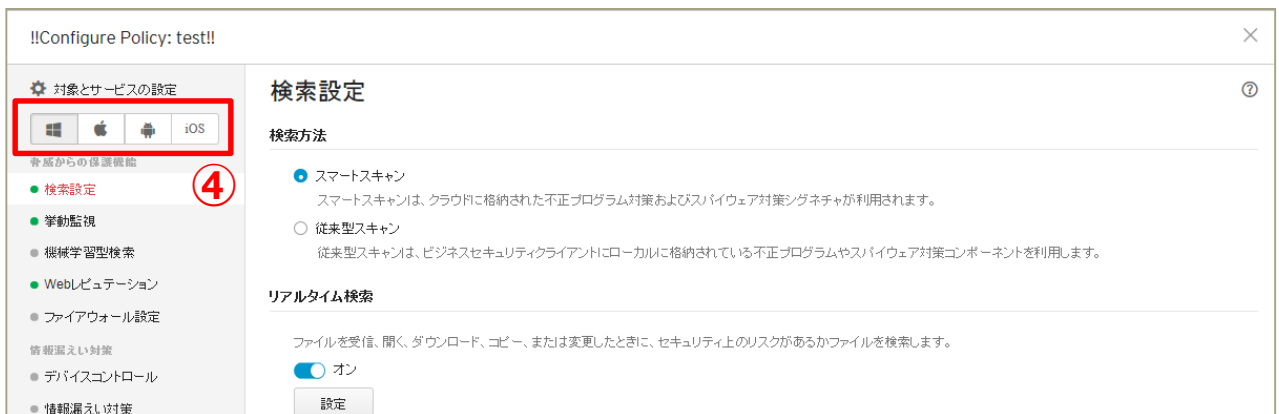 !!Configure Policy: test!!
対象とサービスの設定
iOS
④
脅威からの保護機能
検索設定
挙動監視
機械学習型検索
Webレピュテーション
ファイアウォール設定
情報漏えい対策
デバイスコントロール
情報漏えい対策
検索設定
検索方法
スマートスキャン
スマートスキャンは、クラウドに格納された不正プログラム対策およびスパイウェア対策シグネチャが利用されます。
従来型スキャン
従来型スキャンは、ビジネスセキュリティクライアントにローカルに格納されている不正プログラムやスパイウェア対策コンポーネントを利用します。
リアルタイム検索
ファイルを受信、開く、ダウンロード、コピー、または変更したときに、セキュリティ上のリスクがあるかファイルを検索します。
オン
設定